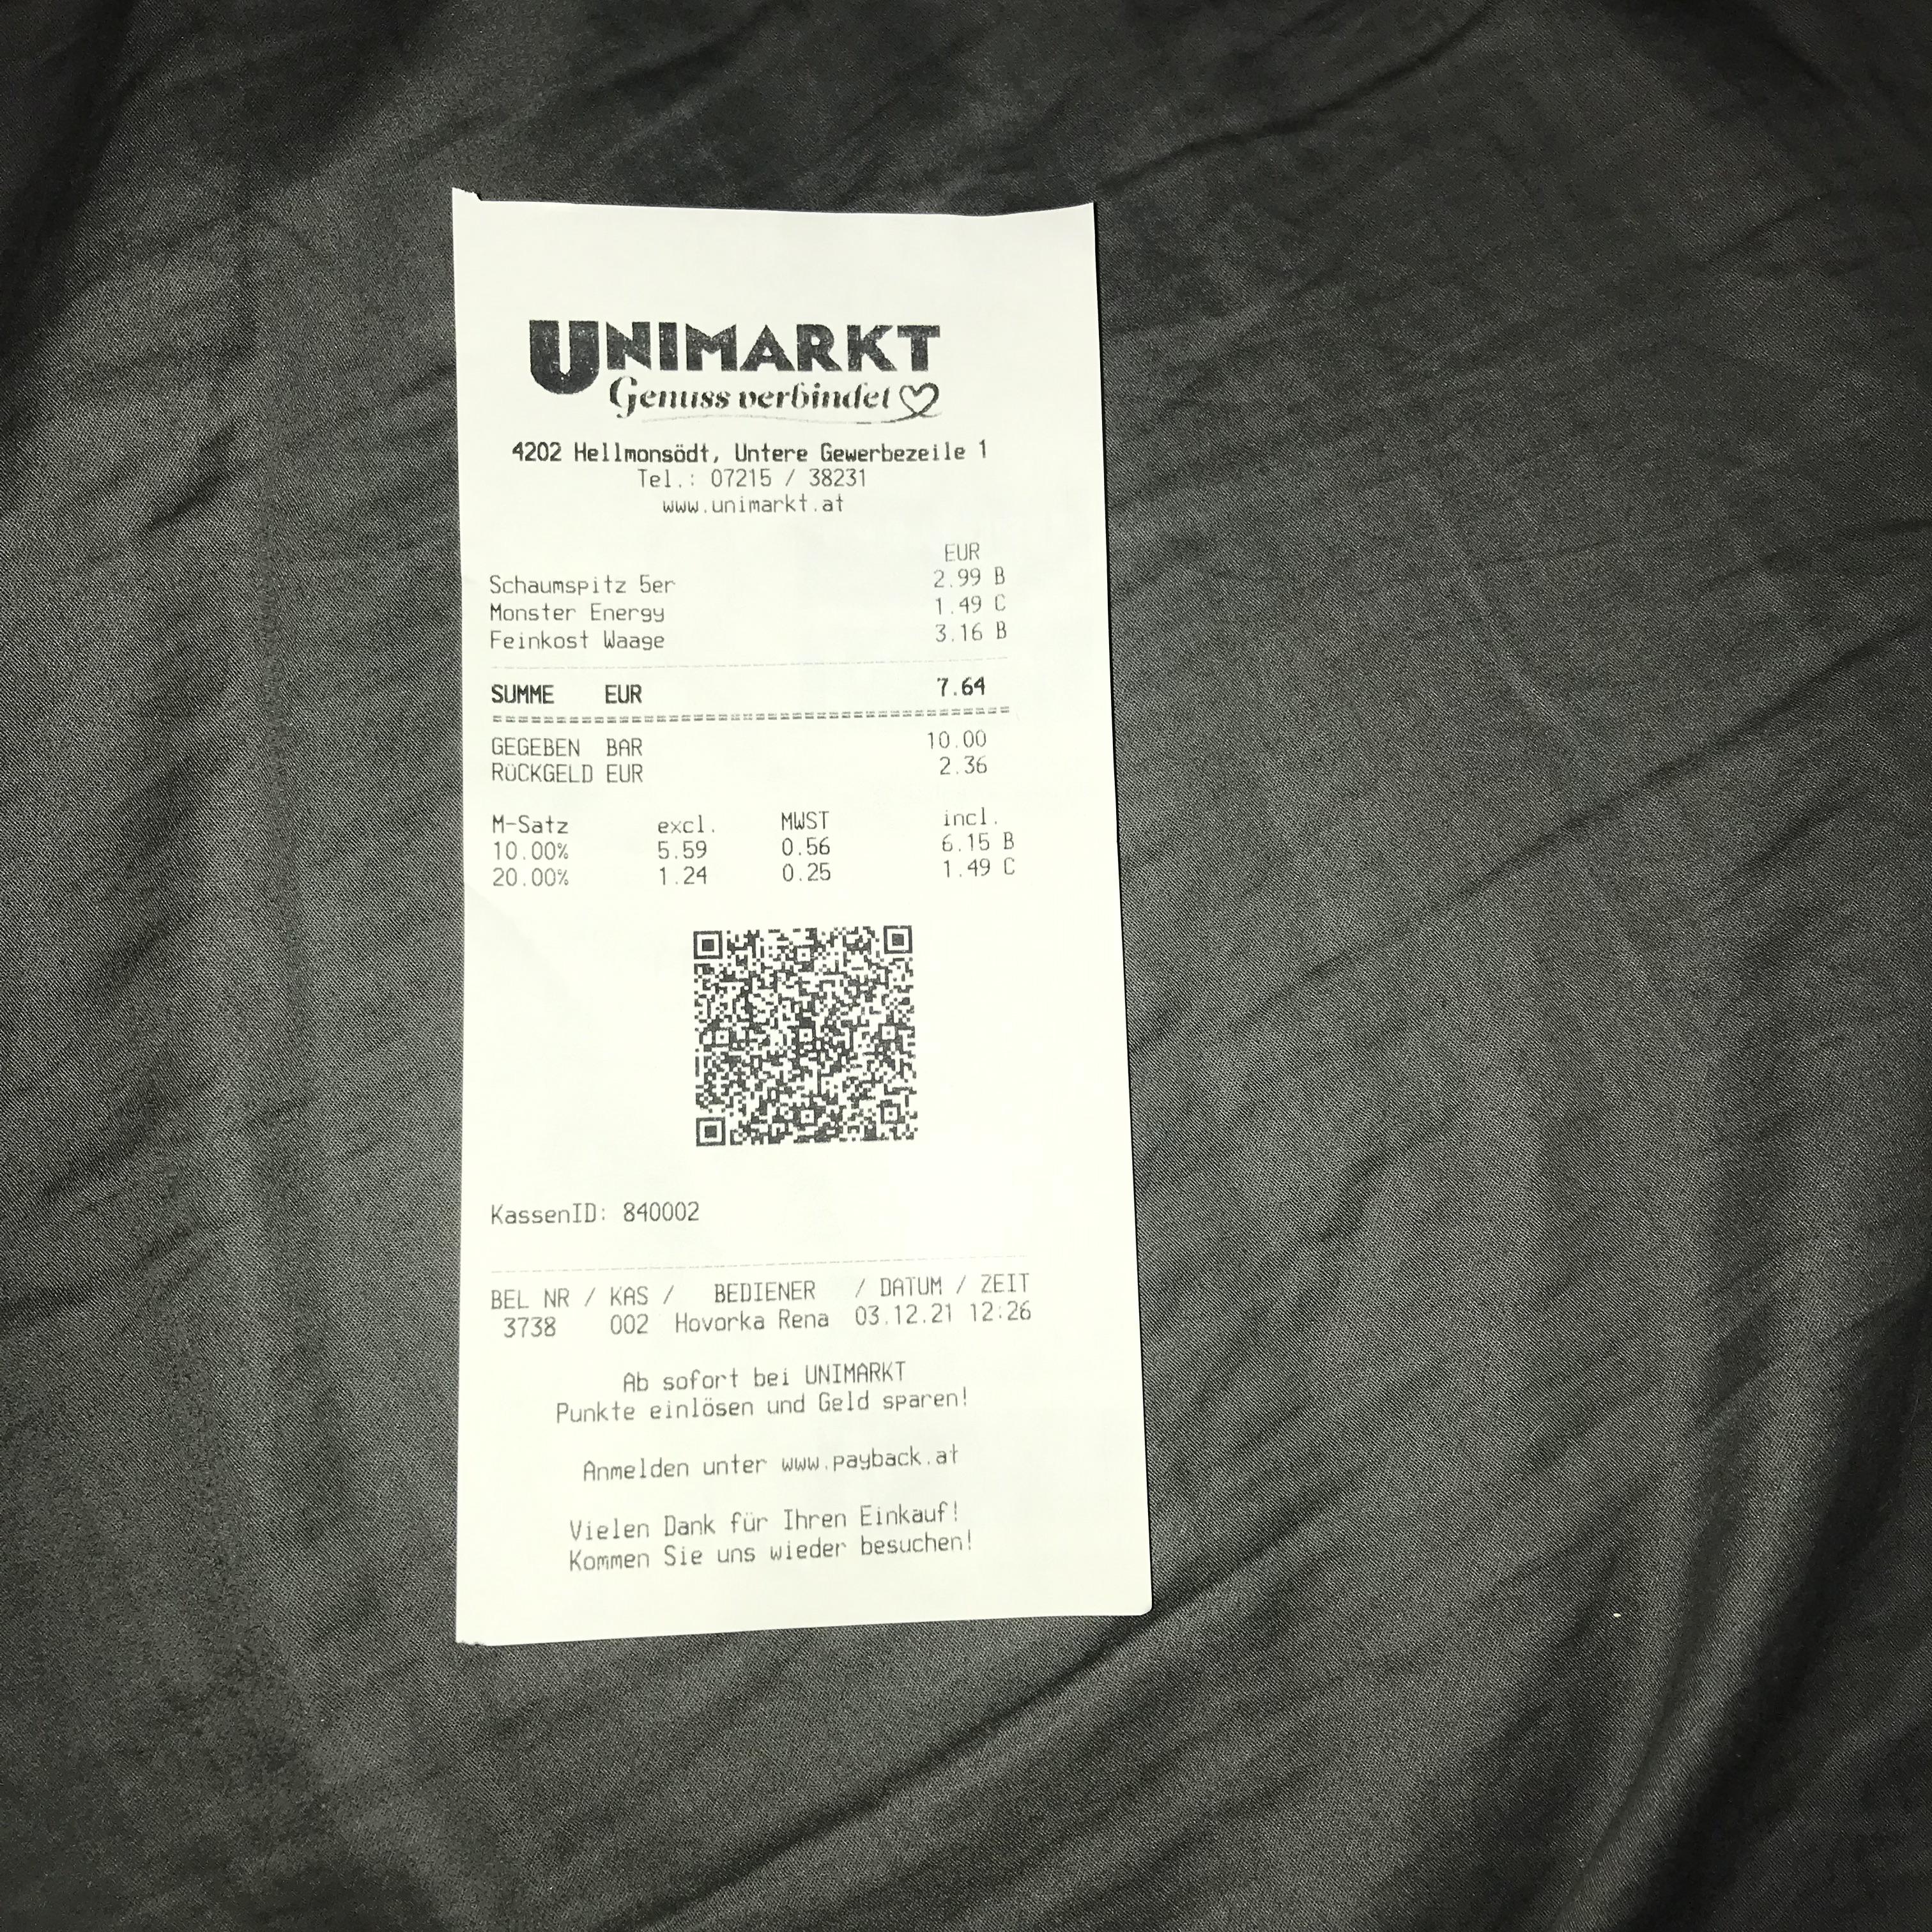 UNIMARKT
Genuss verbindet
4202 Hellmonsödt, Untere Gewerbezeile 1
Tel.: 07215 / 38231
www.unimarkt.at
EUR
Schaumspitz 5er 2.99 B
Monster Energy 1.49 C
Feinkost Waage 3.16 B
SUMME EUR 7.64
GEGEBEN BAR 10.00
RÜCKGELD EUR 2.36
M-Satz excl. MWST incl.
10.00% 5.59 0.56 6.15 B
20.00% 1.24 0.25 1.49 C
KassenID: 840002
BEL NR / KAS / BEDIENER / DATUM / ZEIT
3738 002 Hovorka Rena 03.12.21 12:26
Ab sofort bei UNIMARKT
Punkte einlösen und Geld sparen!
Anmelden unter www.payback.at
Vielen Dank für Ihren Einkauf!
Kommen Sie uns wieder besuchen!